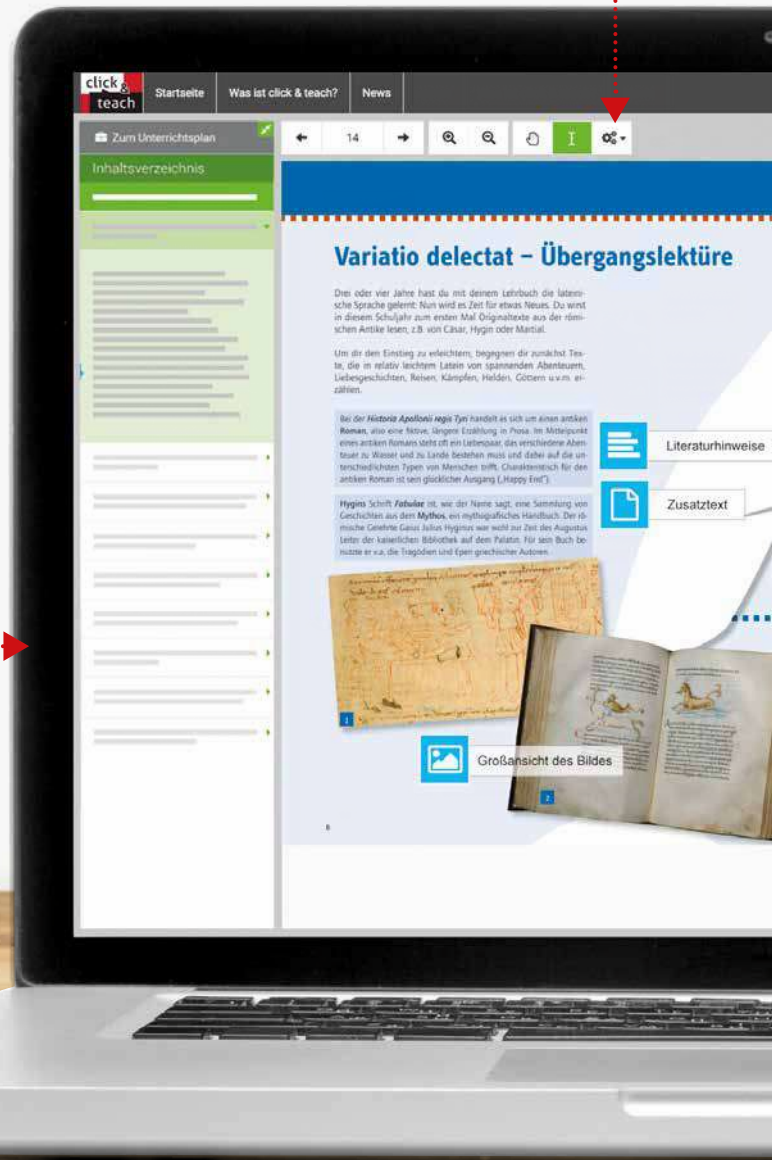 click &
teach
Startseite
Was ist click & teach?
News
Zum Unterrichtsplan
14
Inhaltsverzeichnis
Variatio delectat – Übergangslektüre
Drei oder vier Jahre hast du mit deinem Lehrbuch die lateini-
sche Sprache gelernt: Nun wird es Zeit für etwas Neues. Du wirst
in diesem Schuljahr zum ersten Mal Originaltexte aus der römi-
schen Antike lesen, z.B. von Cäsar, Hygin oder Martial.
Um dir den Einstieg zu erleichtern, begegnen dir zunächst Tex-
te, die in relativ leichtem Latein von spannenden Abenteuern,
Liebesgeschichten, Reisen, Kämpfen, Helden, Göttern u.v.m. er-
zählen.
Bei der Historia Apollonii regis Tyri handelt es sich um einen antiken
Roman, also eine fiktive, längere Erzählung in Prosa. Im Mittelpunkt
eines antiken Romans steht oft ein Liebespaar, das verschiedene Aben-
teuer zu Wasser und zu Lande bestehen muss und dabei auf die un-
terschiedlichsten Typen von Menschen trifft. Charakteristisch für den
antiken Roman ist sein glücklicher Ausgang („Happy End“).
Hygins Schrift Fabulae ist, wie der Name sagt, eine Sammlung von
Geschichten aus dem Mythos, ein mythografisches Handbuch. Der rö-
mische Gelehrte Gaius Julius Hyginus war wohl zur Zeit des Augustus
Leiter der kaiserlichen Bibliothek auf dem Palatin. Für sein Buch be-
nutzte er v.a. die Tragödien und Epen griechischer Autoren.
Literaturhinweise
Zusatztext
1
Großansicht des Bildes
2
8